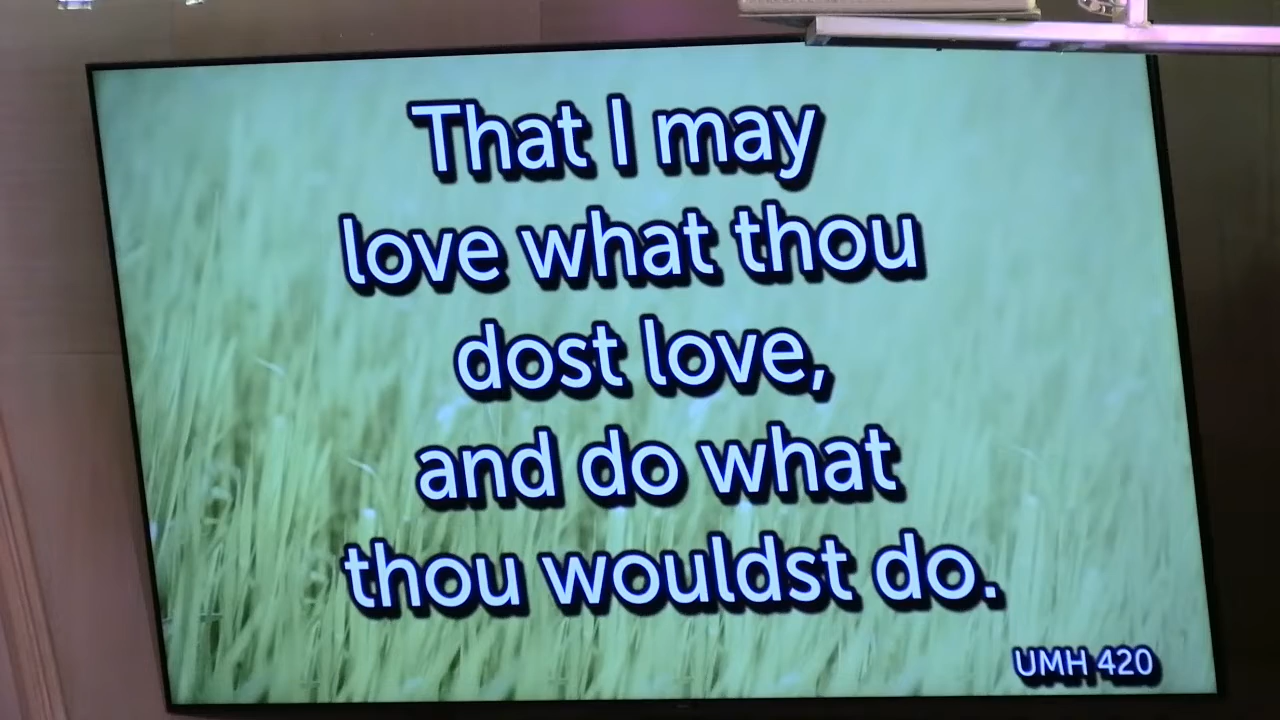 That I may
love what thou
dost love,
and do what
thou wouldst do.
UMH 420